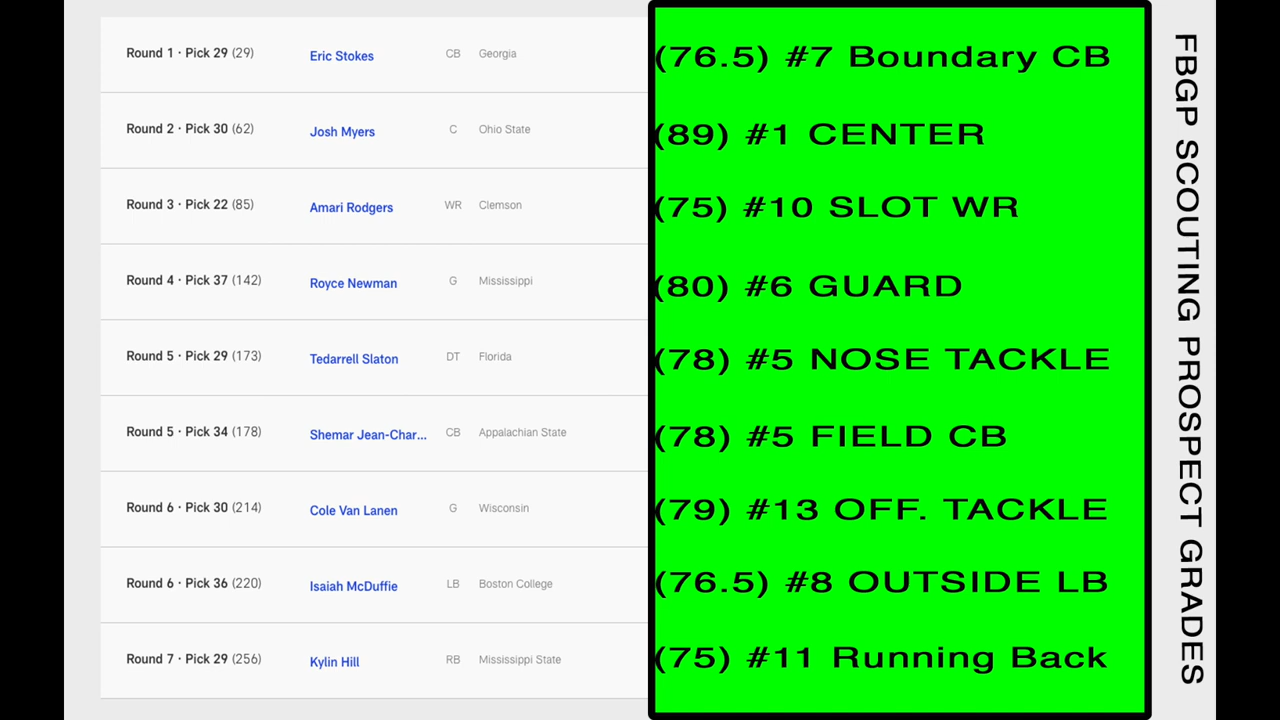 Round 1 · Pick 29 (29) Eric Stokes CB Georgia (76.5) #7 Boundary CB
Round 2 · Pick 30 (62) Josh Myers C Ohio State (89) #1 CENTER
Round 3 · Pick 22 (85) Amari Rodgers WR Clemson (75) #10 SLOT WR
Round 4 · Pick 37 (142) Royce Newman G Mississippi (80) #6 GUARD
Round 5 · Pick 29 (173) Tedarrell Slaton DT Florida (78) #5 NOSE TACKLE
Round 5 · Pick 34 (178) Shemar Jean-Char... CB Appalachian State (78) #5 FIELD CB
Round 6 · Pick 30 (214) Cole Van Lanen G Wisconsin (79) #13 OFF. TACKLE
Round 6 · Pick 36 (220) Isaiah McDuffie LB Boston College (76.5) #8 OUTSIDE LB
Round 7 · Pick 29 (256) Kylin Hill RB Mississippi State (75) #11 Running Back
FBGP SCOUTING PROSPECT GRADES